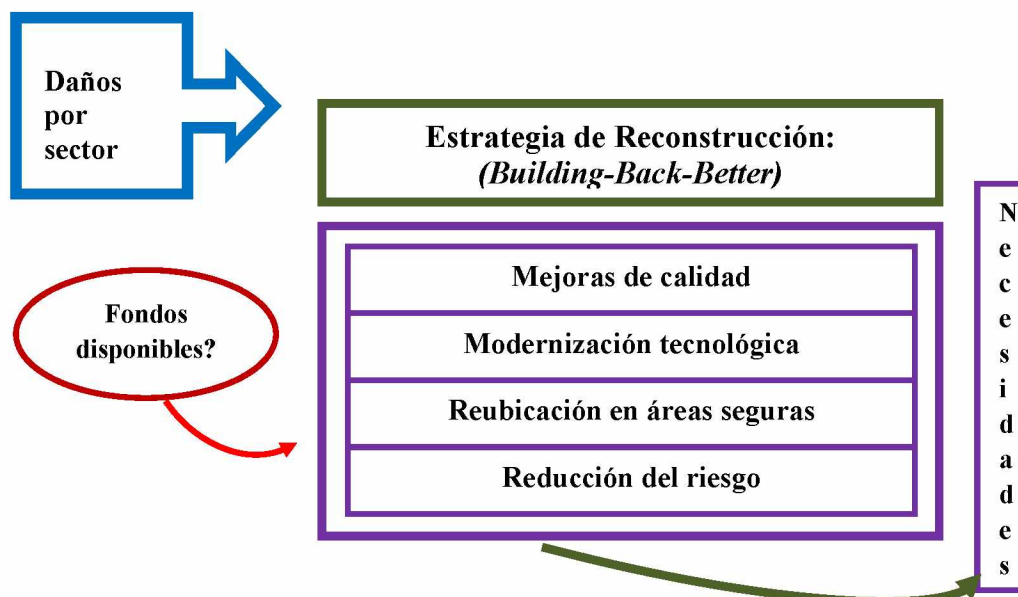 Daños
por
sector
Estrategia de Reconstrucción:
(Building-Back-Better)
Fondos
disponibles?
Mejoras de calidad
Modernización tecnológica
Reubicación en áreas seguras
Reducción del riesgo
N
e
c
e
s
i
d
a
d
e
s